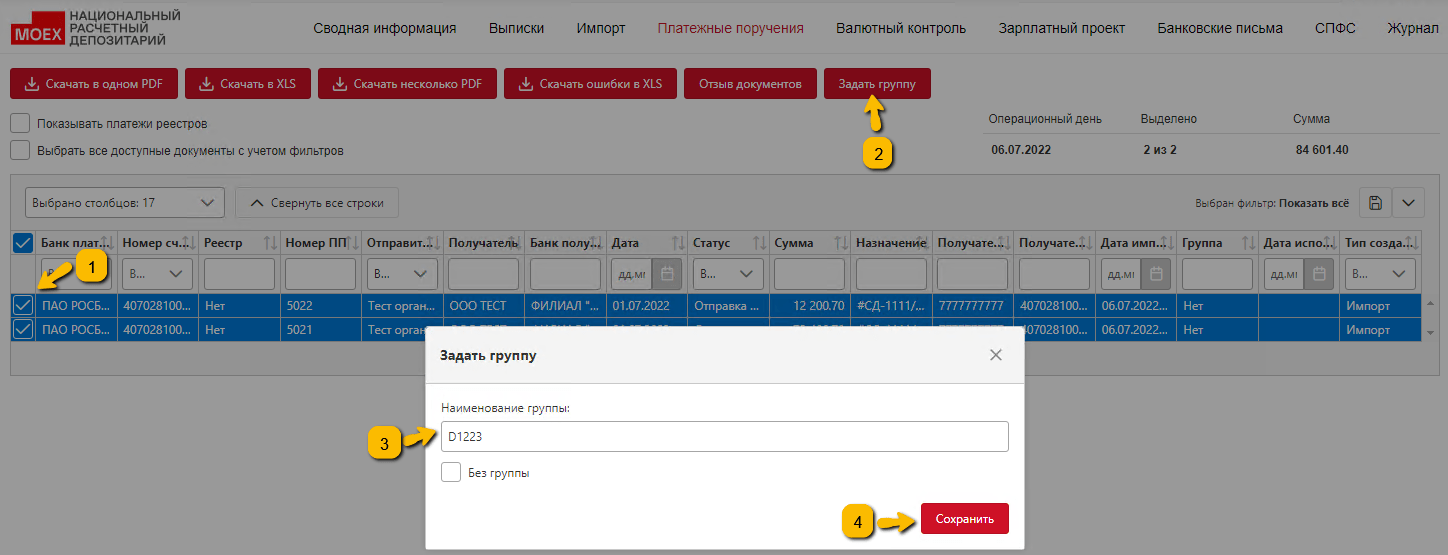 MOEX
НАЦИОНАЛЬНЫЙ
РАСЧЕТНЫЙ
ДЕПОЗИТАРИЙ
Сводная информация Выписки Импорт Платежные поручения Валютный контроль Зарплатный проект Банковские письма СПФС Журнал
Скачать в одном PDF Скачать в XLS Скачать несколько PDF Скачать ошибки в XLS Отзыв документов Задать группу
Показывать платежи реестров
Операционный день Выделено Сумма
Выбрать все доступные документы с учетом фильтров
06.07.2022 2 из 2 84 601.40
2
Выбрано столбцов: 17 Свернуть все строки Выбран фильтр: Показать всё
Банк плат... Номер сч... Реестр Номер ПП Отправит... Получатель Банк полу... Дата Статус Сумма Назначение Получате... Получате... Дата имп... Группа Дата испо... Тип созда...
1 В... В... дд.мм В... дд.мм дд.мм В...
ПАО РОСБ... 407028100... Нет 5022 Тест орган... ООО ТЕСТ ФИЛИАЛ "... 01.07.2022 Отправка ... 12 200.70 #СД-1111/... 7777777777 407028100... 06.07.2022... Нет Импорт
ПАО РОСБ... 407028100... Нет 5021 Тест орган... 407028100... 06.07.2022... Нет Импорт
Задать группу
Наименование группы:
3 D1223
Без группы
4 Сохранить